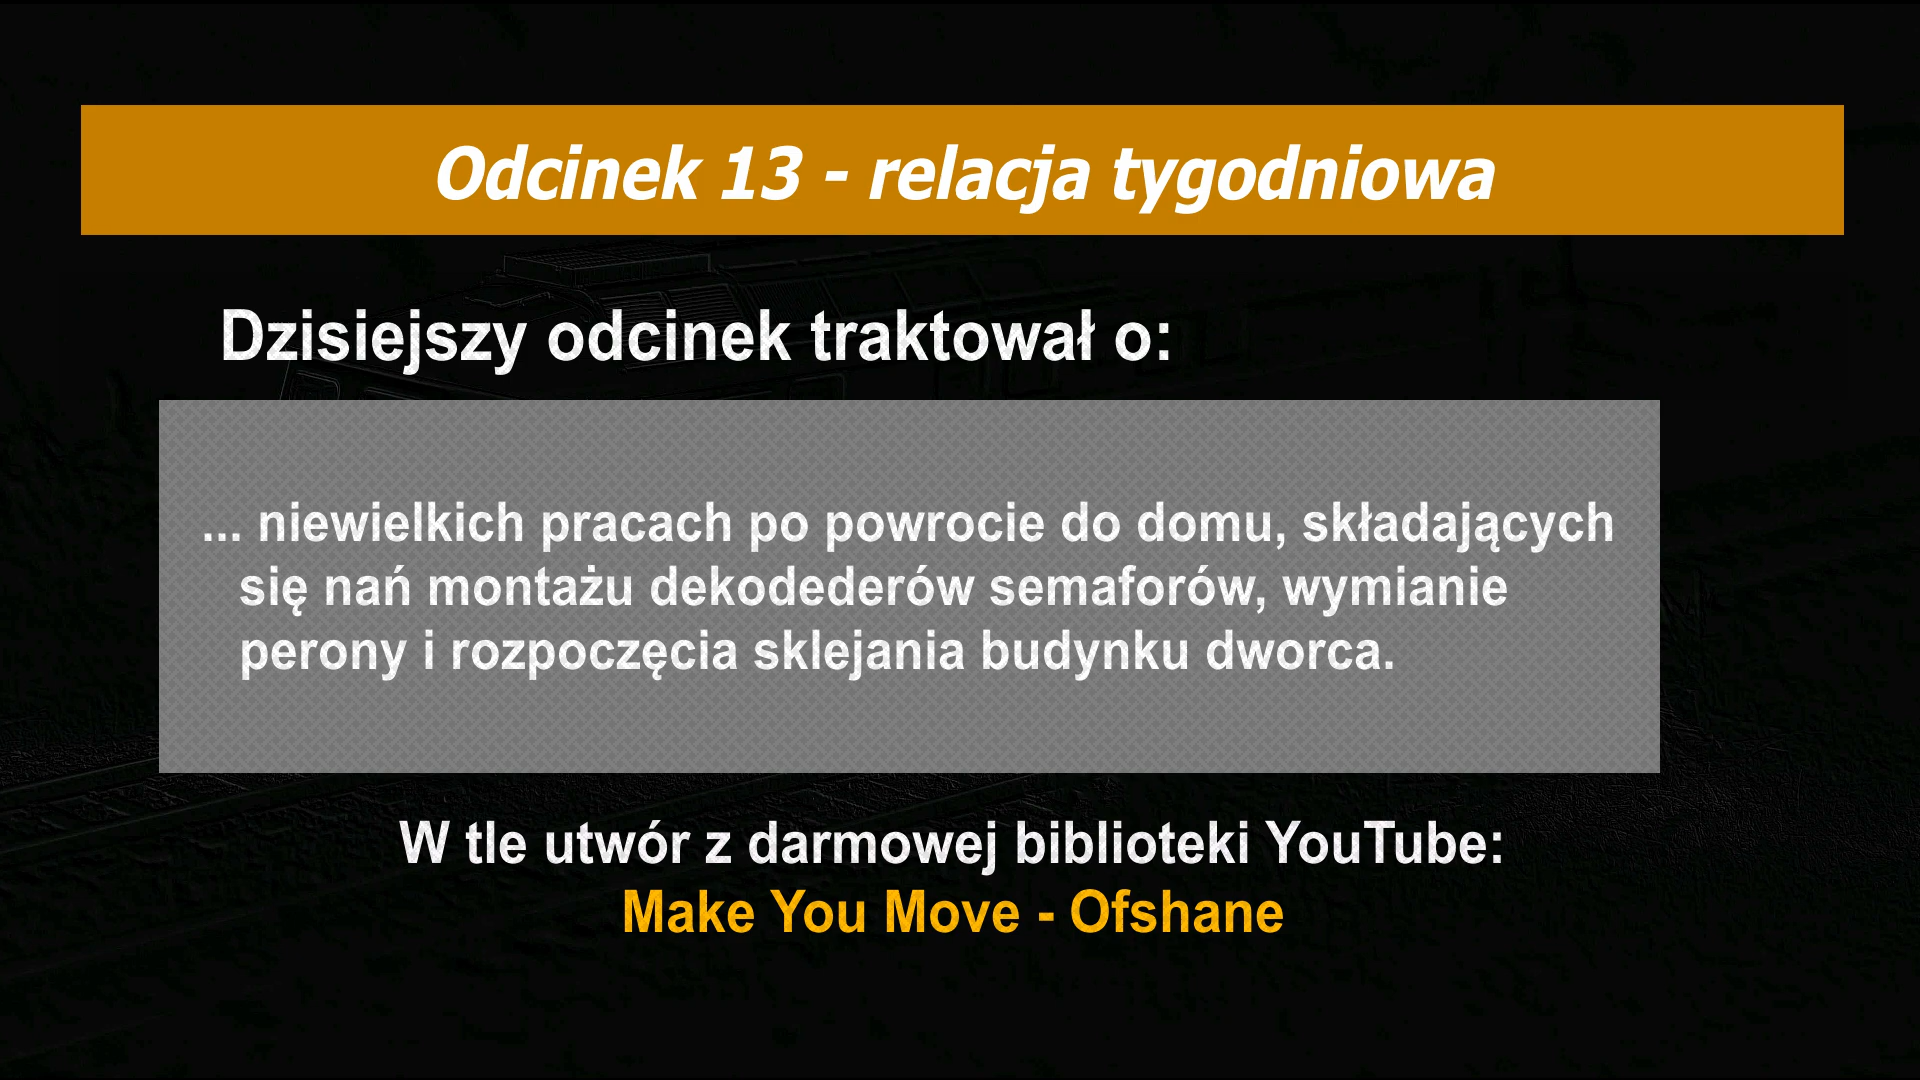 Odcinek 13 - relacja tygodniowa
Dzisiejszy odcinek traktował o:
... niewielkich pracach po powrocie do domu, składających
się nań montażu dekodederów semaforów, wymianie
perony i rozpoczęcia sklejania budynku dworca.
W tle utwór z darmowej biblioteki YouTube:
Make You Move - Ofshane